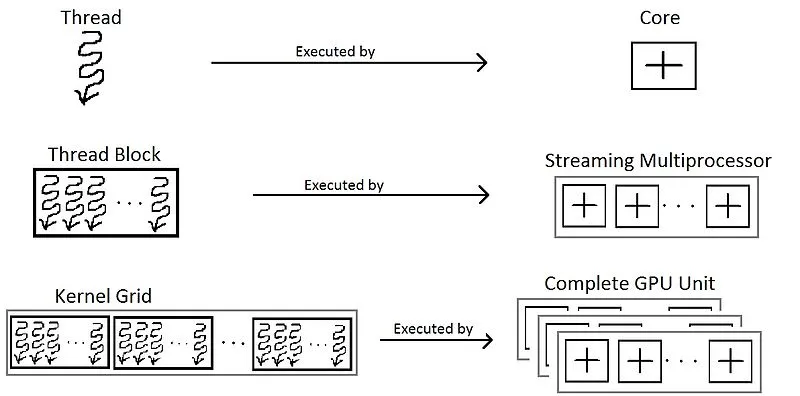 Thread
Executed by
Core
Thread Block
Executed by
Streaming Multiprocessor
Kernel Grid
Executed by
Complete GPU Unit